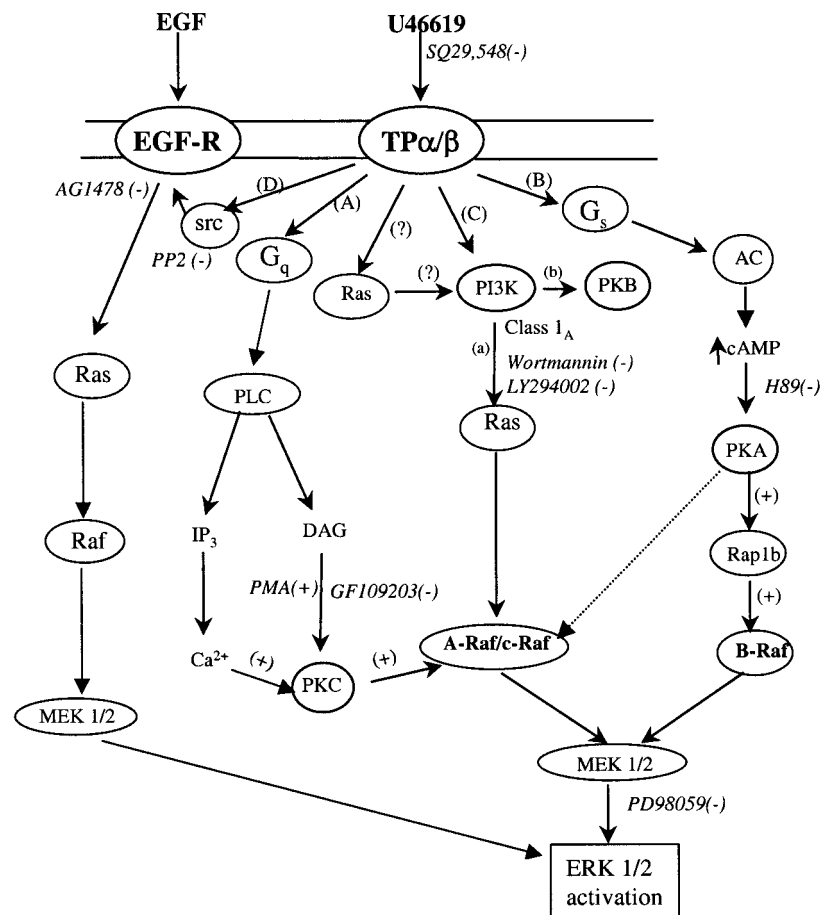 EGF
U46619
SQ29,548(-)
EGF-R
TPα/β
AG1478 (-)
(D)
(A)
(?)
(C)
(B)
src
PP2 (-)
Gq
Gs
Ras
(?)
PI3K
(b)
PKB
AC
Class 1A
(a)
Wortmannin (-)
LY294002 (-)
cAMP
H89(-)
Ras
PLC
Ras
PKA
(+)
Raf
IP3
DAG
Rap1b
PMA(+)
GF109203(-)
(+)
A-Raf/c-Raf
B-Raf
Ca2+
(+)
PKC
(+)
MEK 1/2
MEK 1/2
PD98059(-)
ERK 1/2
activation